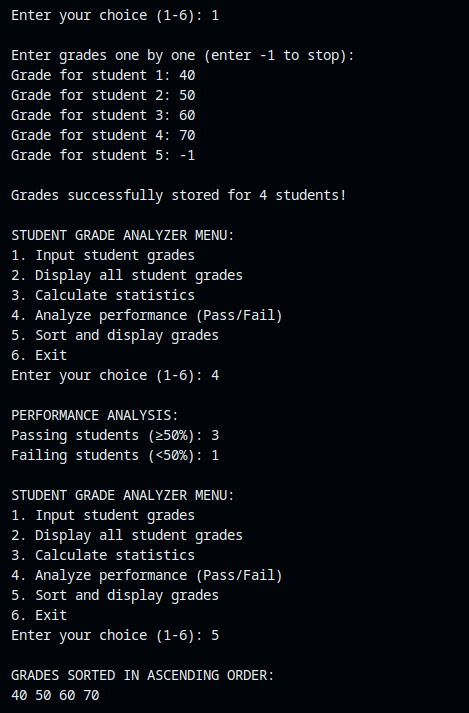 Enter your choice (1-6): 1
Enter grades one by one (enter -1 to stop):
Grade for student 1: 40
Grade for student 2: 50
Grade for student 3: 60
Grade for student 4: 70
Grade for student 5: -1
Grades successfully stored for 4 students!
STUDENT GRADE ANALYZER MENU:
1. Input student grades
2. Display all student grades
3. Calculate statistics
4. Analyze performance (Pass/Fail)
5. Sort and display grades
6. Exit
Enter your choice (1-6): 4
PERFORMANCE ANALYSIS:
Passing students (≥50%): 3
Failing students (<50%): 1
STUDENT GRADE ANALYZER MENU:
1. Input student grades
2. Display all student grades
3. Calculate statistics
4. Analyze performance (Pass/Fail)
5. Sort and display grades
6. Exit
Enter your choice (1-6): 5
GRADES SORTED IN ASCENDING ORDER:
40 50 60 70